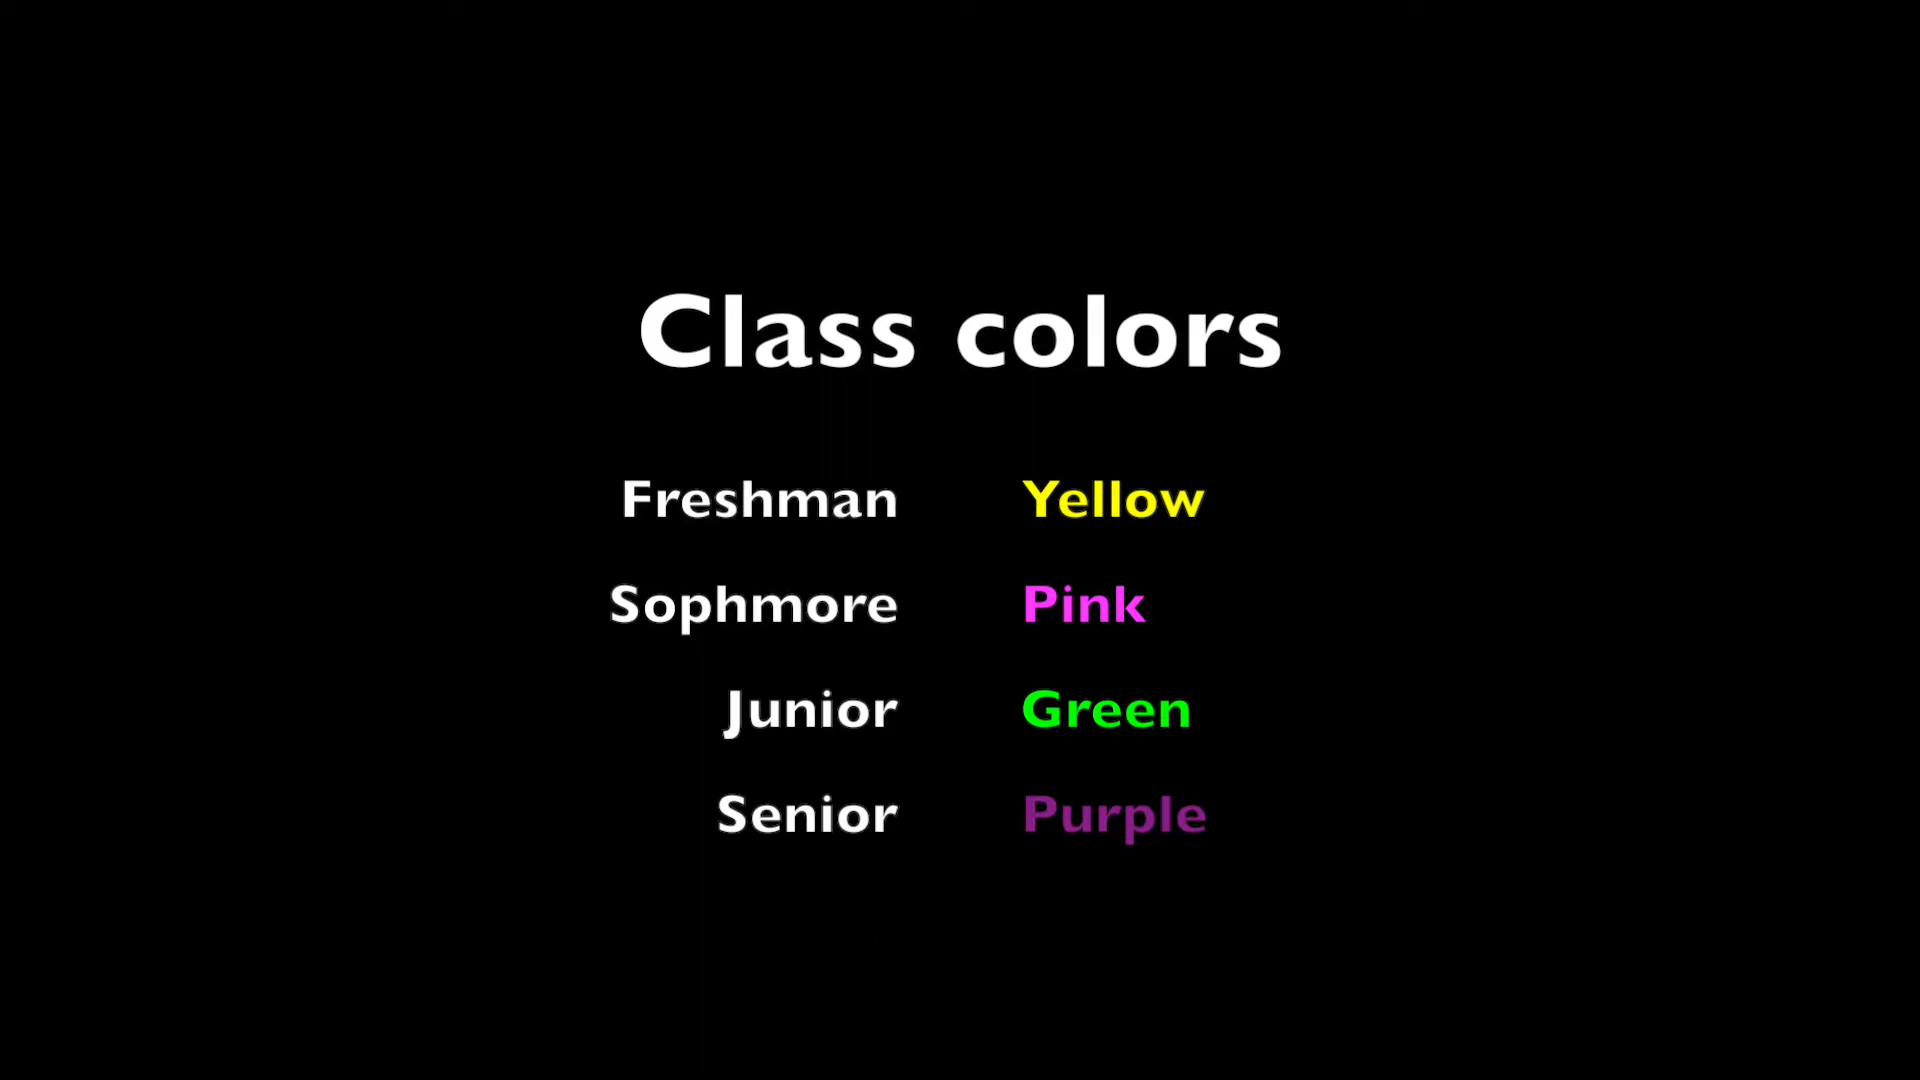 Class colors
Freshman Yellow
Sophmore Pink
Junior Green
Senior Purple